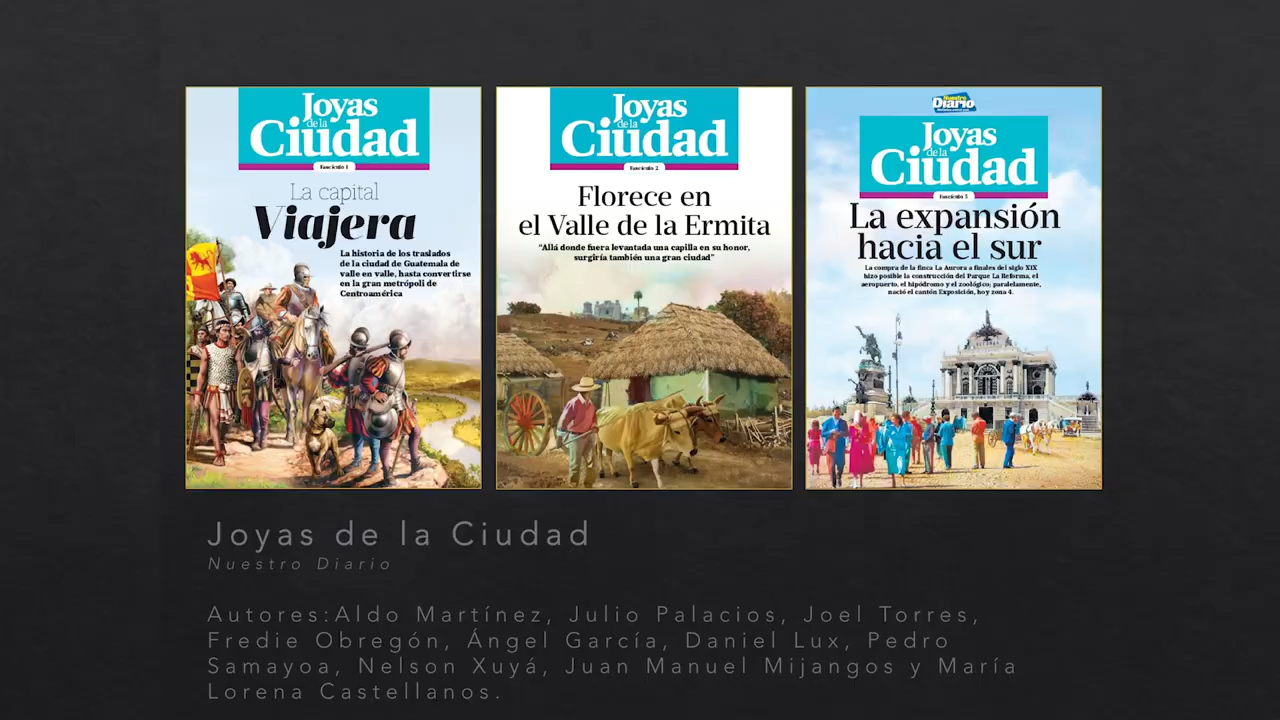 Joyas
de la
Ciudad
Fascículo 1
La capital
Viajera
La historia de los traslados
de la ciudad de Guatemala de
valle en valle, hasta convertirse
en la gran metrópoli de
Centroamérica
Joyas
de la
Ciudad
Fascículo 2
Florece en
el Valle de la Ermita
“Allá donde fuera levantada una capilla en su honor,
surgiría también una gran ciudad”
Nuestro
Diario
Joyas
de la
Ciudad
La expansión
hacia el sur
La compra de la finca La Aurora a finales del siglo XIX
hizo posible la construcción del Parque La Reforma, el
aeropuerto, el hipódromo y el zoológico; paralelamente,
nació el cantón Exposición, hoy zona 4.
Joyas de la Ciudad
Nuestro Diario
Autores:Aldo Martínez, Julio Palacios, Joel Torres,
Fredie Obregón, Ángel García, Daniel Lux, Pedro
Samayoa, Nelson Xuyá, Juan Manuel Mijangos y María
Lorena Castellanos.